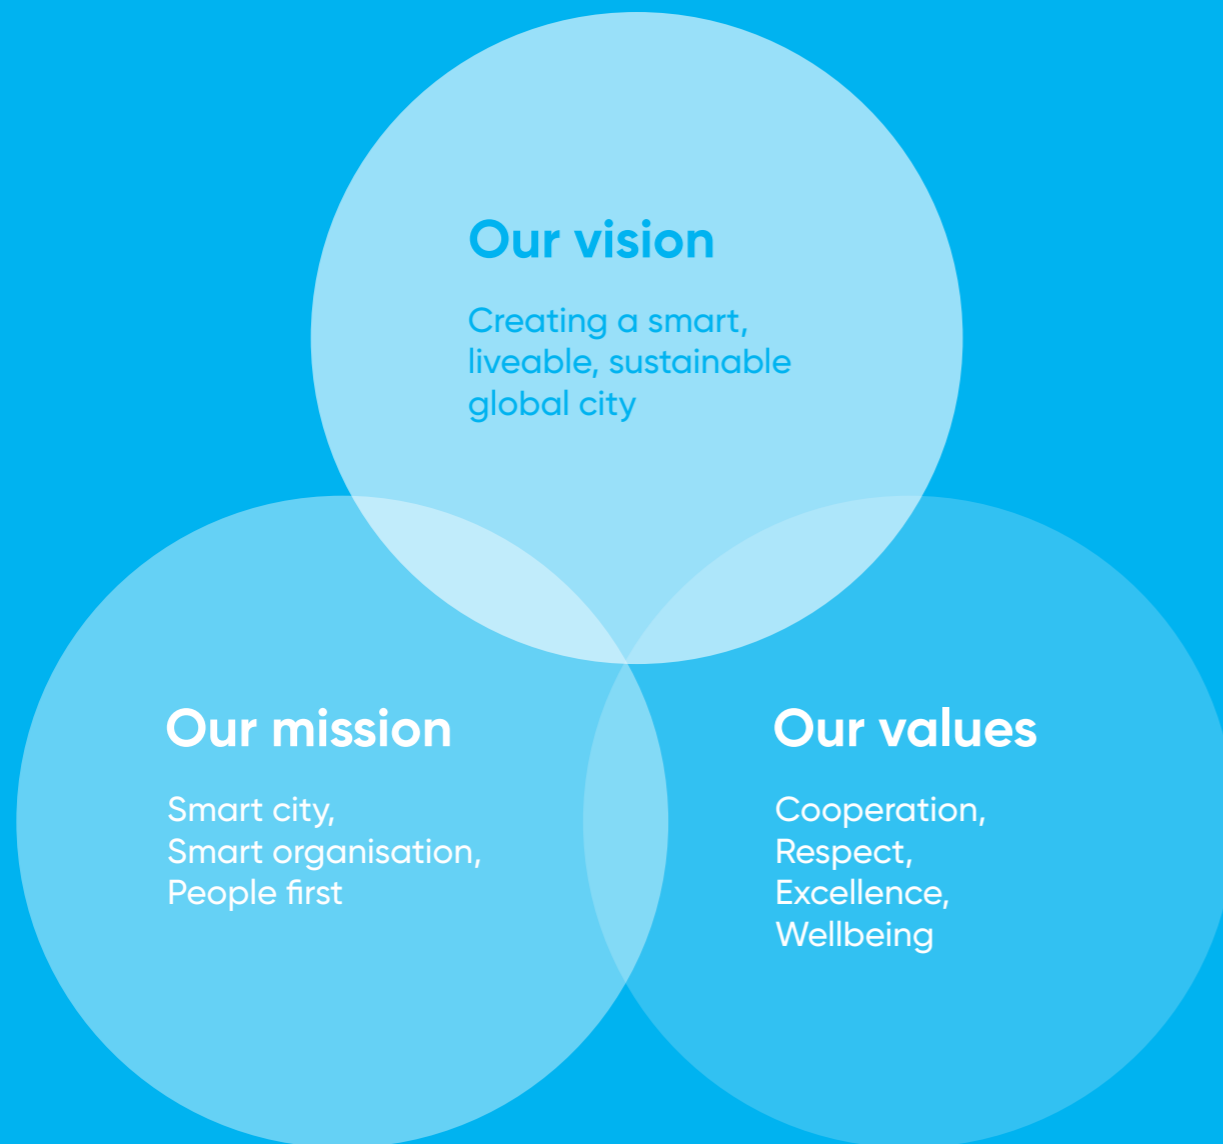 Our vision
Creating a smart,
liveable, sustainable
global city
Our mission
Smart city,
Smart organisation,
People first
Our values
Cooperation,
Respect,
Excellence,
Wellbeing